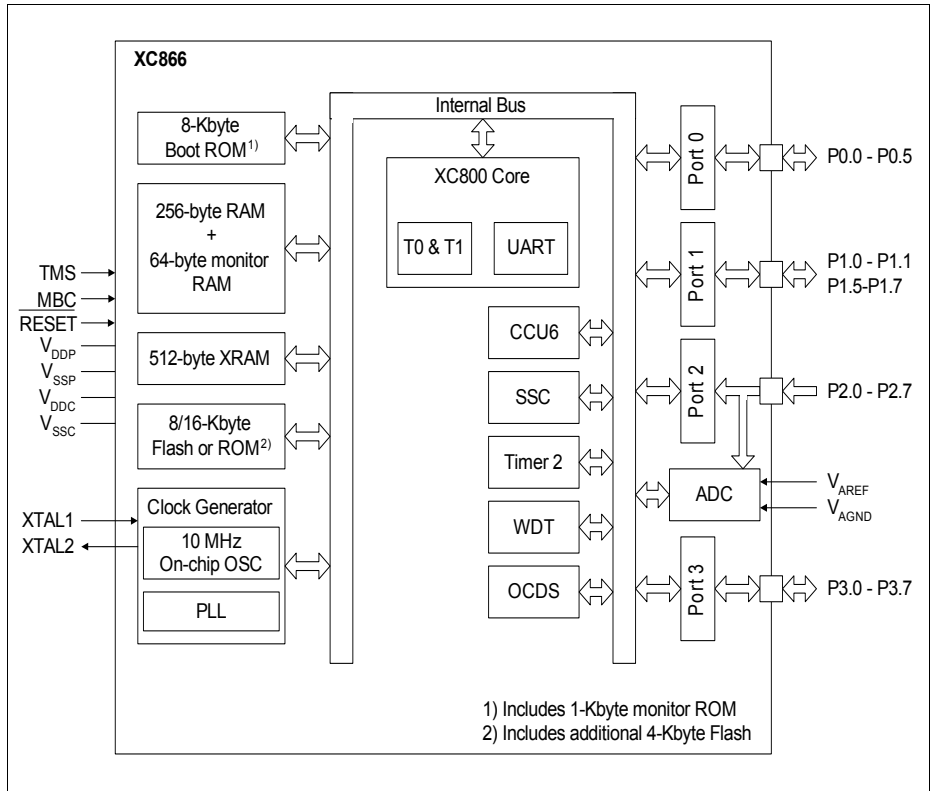 XC866
Internal Bus
8-Kbyte
Boot ROM1)
256-byte RAM
+
64-byte monitor
RAM
512-byte XRAM
8/16-Kbyte
Flash or ROM2)
Clock Generator
10 MHz
On-chip OSC
PLL
TMS
MBC
RESET
VDDP
VSSP
VDDC
VSSC
XTAL1
XTAL2
XC800 Core
T0 & T1
UART
CCU6
SSC
Timer 2
WDT
OCDS
Port 0
Port 1
Port 2
ADC
Port 3
P0.0 - P0.5
P1.0 - P1.1
P1.5-P1.7
P2.0 - P2.7
VAREF
VAGND
P3.0 - P3.7
1) Includes 1-Kbyte monitor ROM
2) Includes additional 4-Kbyte Flash